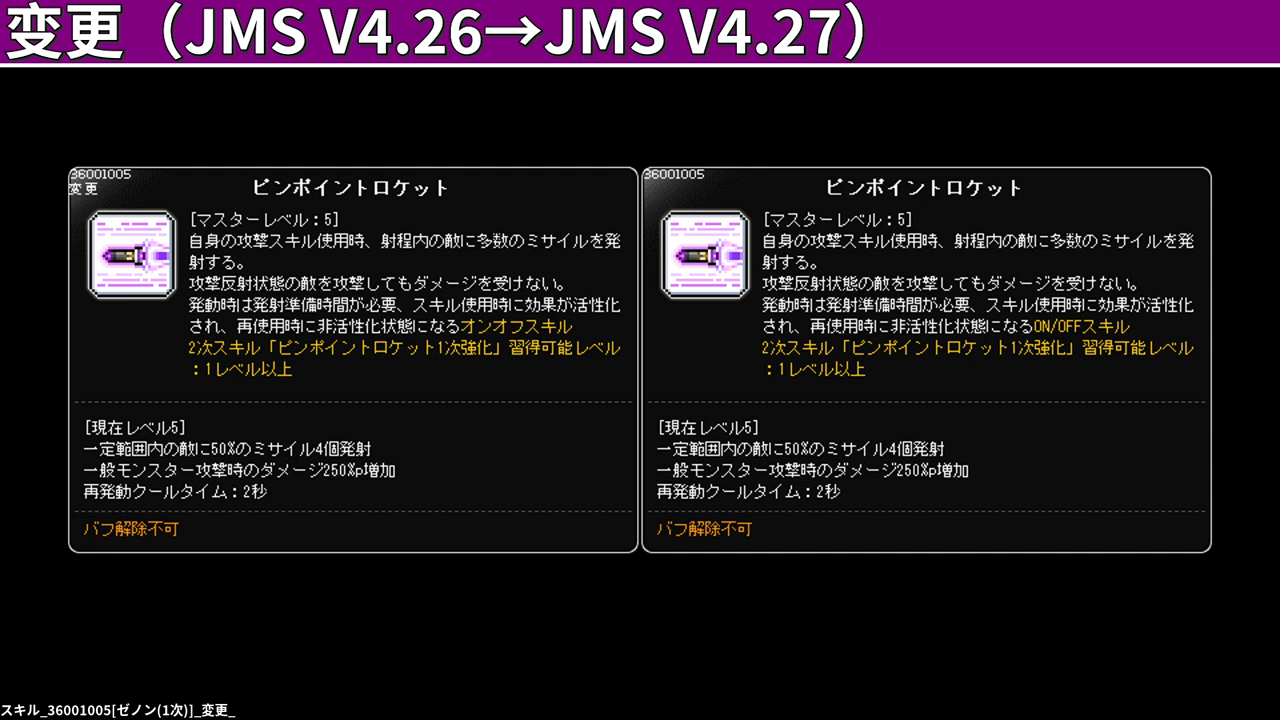 変更（JMS V4.26→JMS V4.27）
36001005
変更
ピンポイントロケット
[マスターレベル：5]
自身の攻撃スキル使用時、射程内の敵に多数のミサイルを発
射する。
攻撃反射状態の敵を攻撃してもダメージを受けない。
発動時は発射準備時間が必要、スキル使用時に効果が活性化
され、再使用時に非活性化状態になるオンオフスキル
2次スキル「ピンポイントロケット1次強化」習得可能レベル
：1レベル以上
[現在レベル5]
一定範囲内の敵に50%のミサイル4個発射
一般モンスター攻撃時のダメージ250%p増加
再発動クールタイム：2秒
バフ解除不可
36001005
ピンポイントロケット
[マスターレベル：5]
自身の攻撃スキル使用時、射程内の敵に多数のミサイルを発
射する。
攻撃反射状態の敵を攻撃してもダメージを受けない。
発動時は発射準備時間が必要、スキル使用時に効果が活性化
され、再使用時に非活性化状態になるON/OFFスキル
2次スキル「ピンポイントロケット1次強化」習得可能レベル
：1レベル以上
[現在レベル5]
一定範囲内の敵に50%のミサイル4個発射
一般モンスター攻撃時のダメージ250%p増加
再発動クールタイム：2秒
バフ解除不可
スキル_36001005[ゼノン(1次)]_変更_